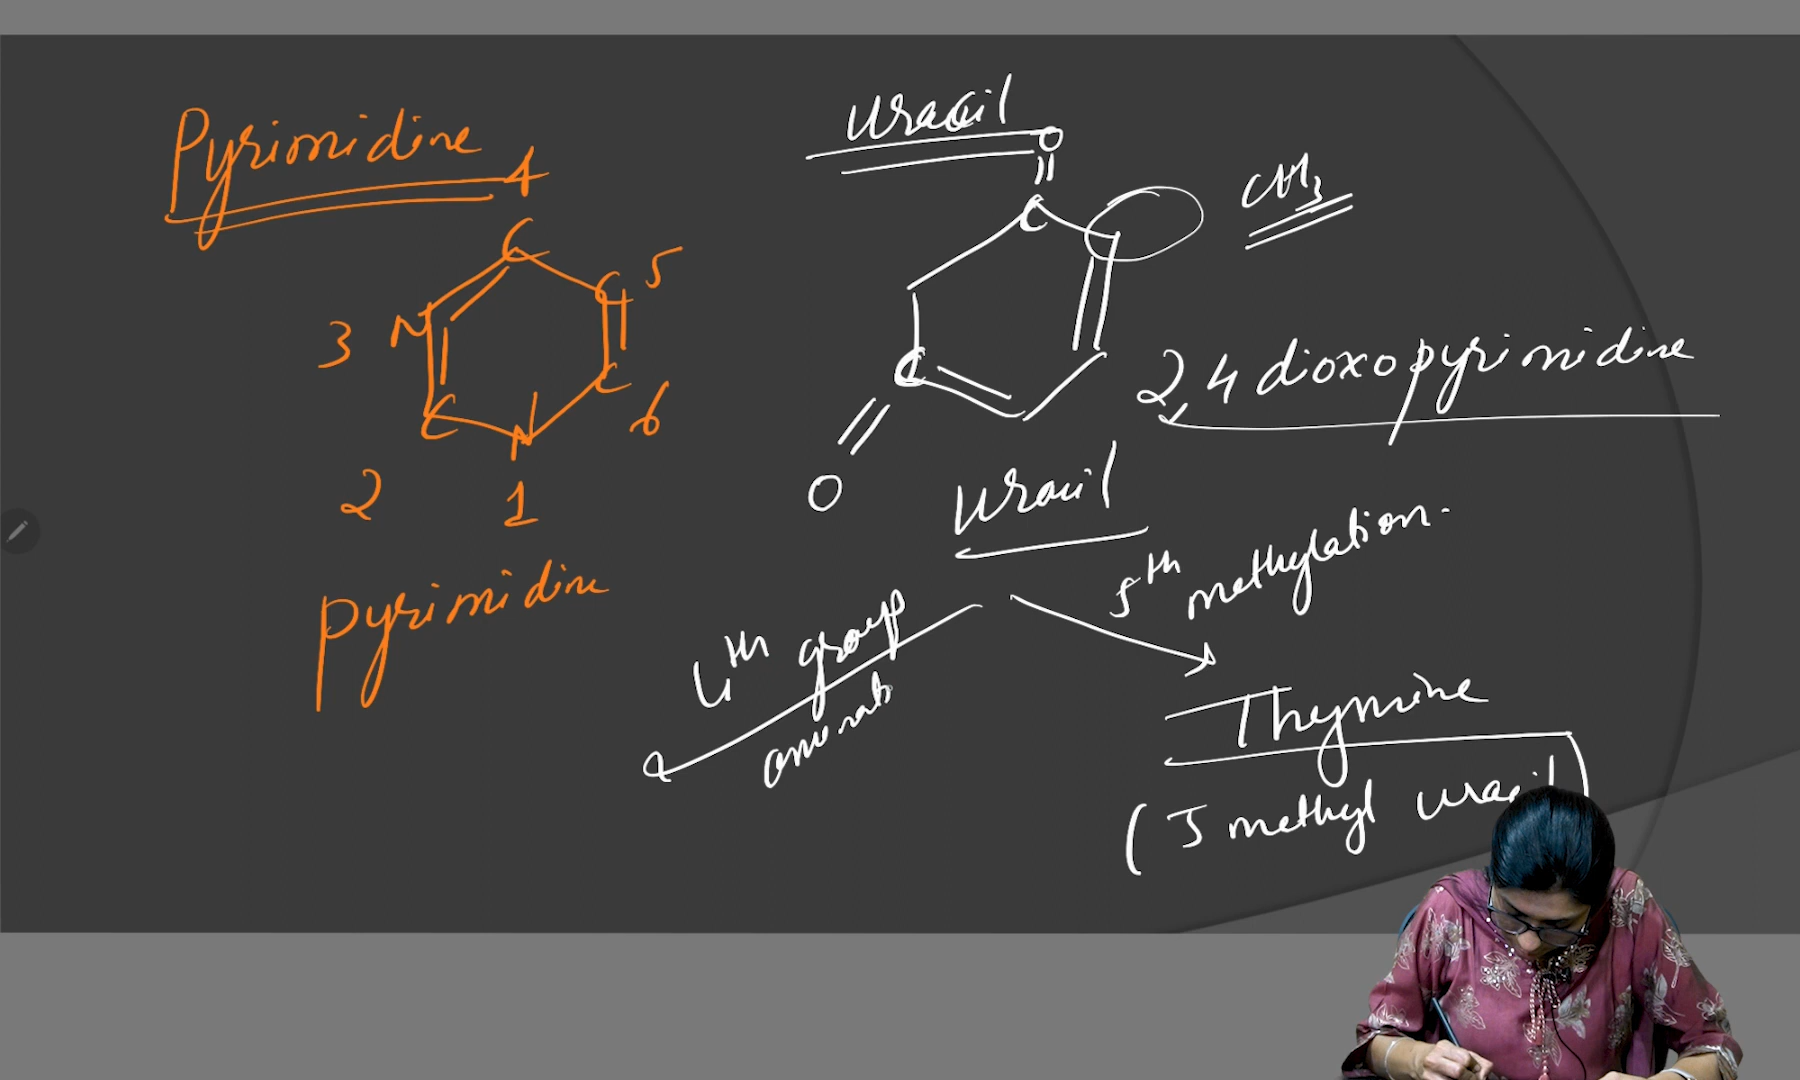 Pyrimidine
4
C
C 5
3 N
C 6
C
N
2 1
pyrimidine
Uracil
O
C
CH3
C
O
2,4 dioxopyrimidine
Uracil
5th methylation.
4th group
Thymine
(5 methyl uracil)